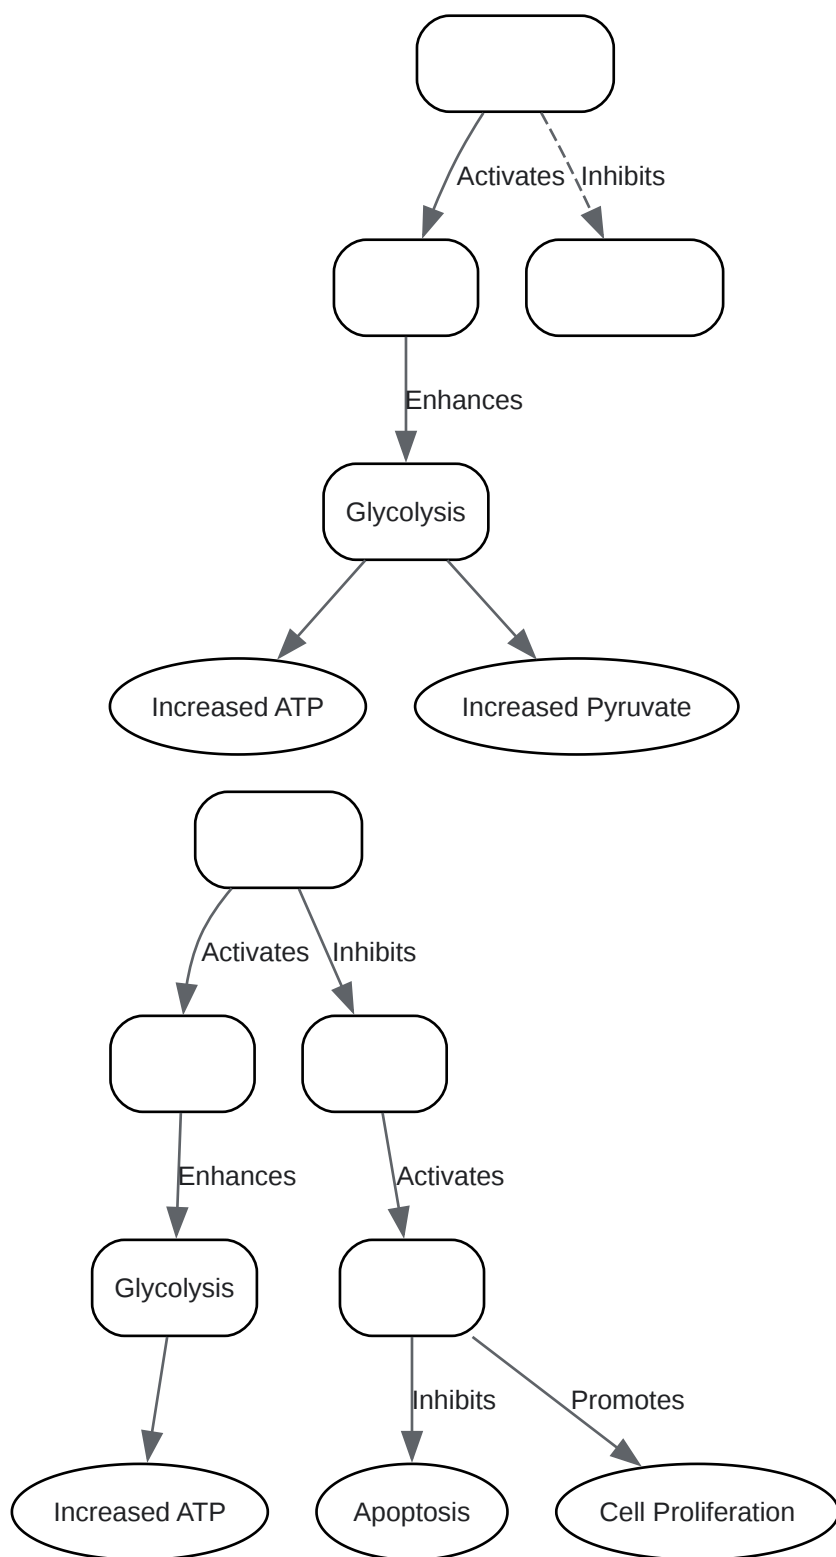 Activates
Inhibits
Enhances
Glycolysis
Increased ATP
Increased Pyruvate
Activates
Inhibits
Enhances
Activates
Glycolysis
Inhibits
Promotes
Increased ATP
Apoptosis
Cell Proliferation